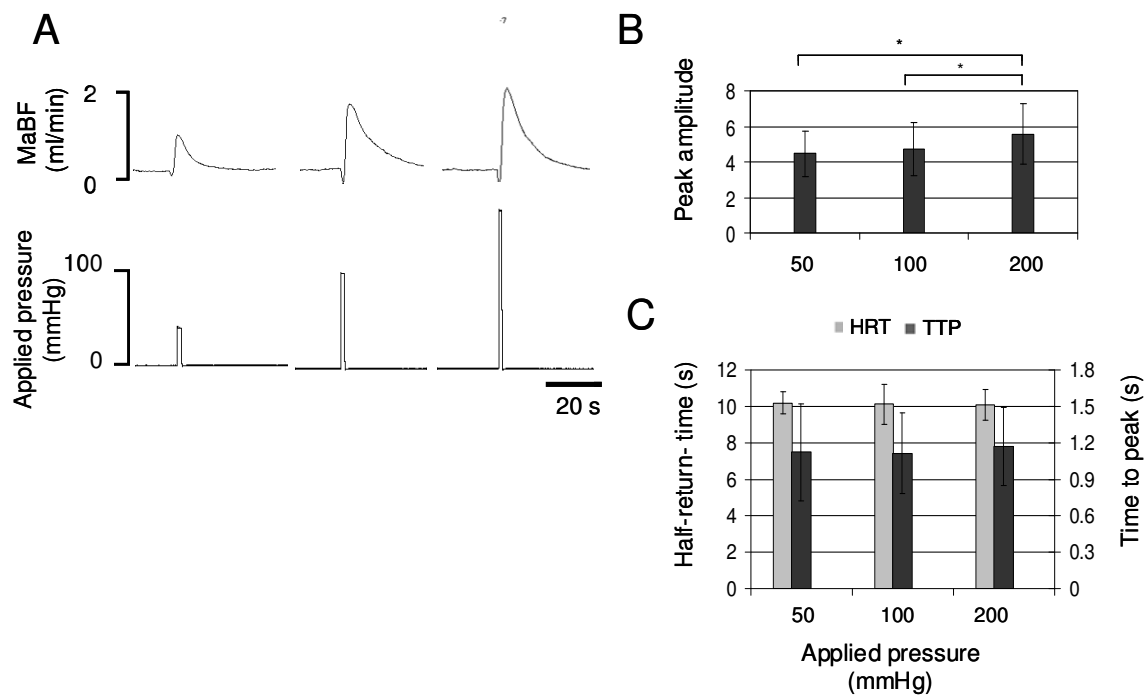 A
MaBF
(ml/min)
2
0
Applied pressure
(mmHg)
100
0
20 s
B
*
*
Peak amplitude
8
6
4
2
0
50 100 200
C
HRT TTP
Half-return- time (s)
12
10
8
6
4
2
0
1.8
1.5
1.2
0.9
0.6
0.3
0
Time to peak (s)
50 100 200
Applied pressure
(mmHg)